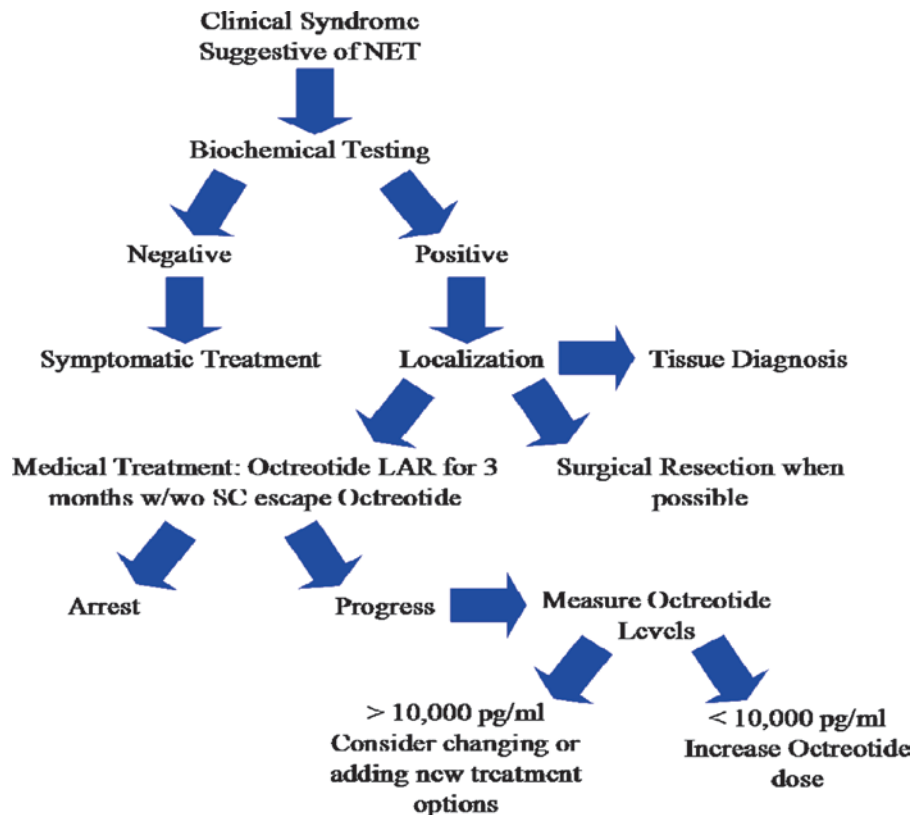 Clinical Syndrome
Suggestive of NET
Biochemical Testing
Negative
Positive
Symptomatic Treatment
Localization
Tissue Diagnosis
Medical Treatment: Octreotide LAR for 3
months w/wo SC escape Octreotide
Surgical Resection when
possible
Arrest
Progress
Measure Octreotide
Levels
> 10,000 pg/ml
Consider changing or
adding new treatment
options
< 10,000 pg/ml
Increase Octreotide
dose